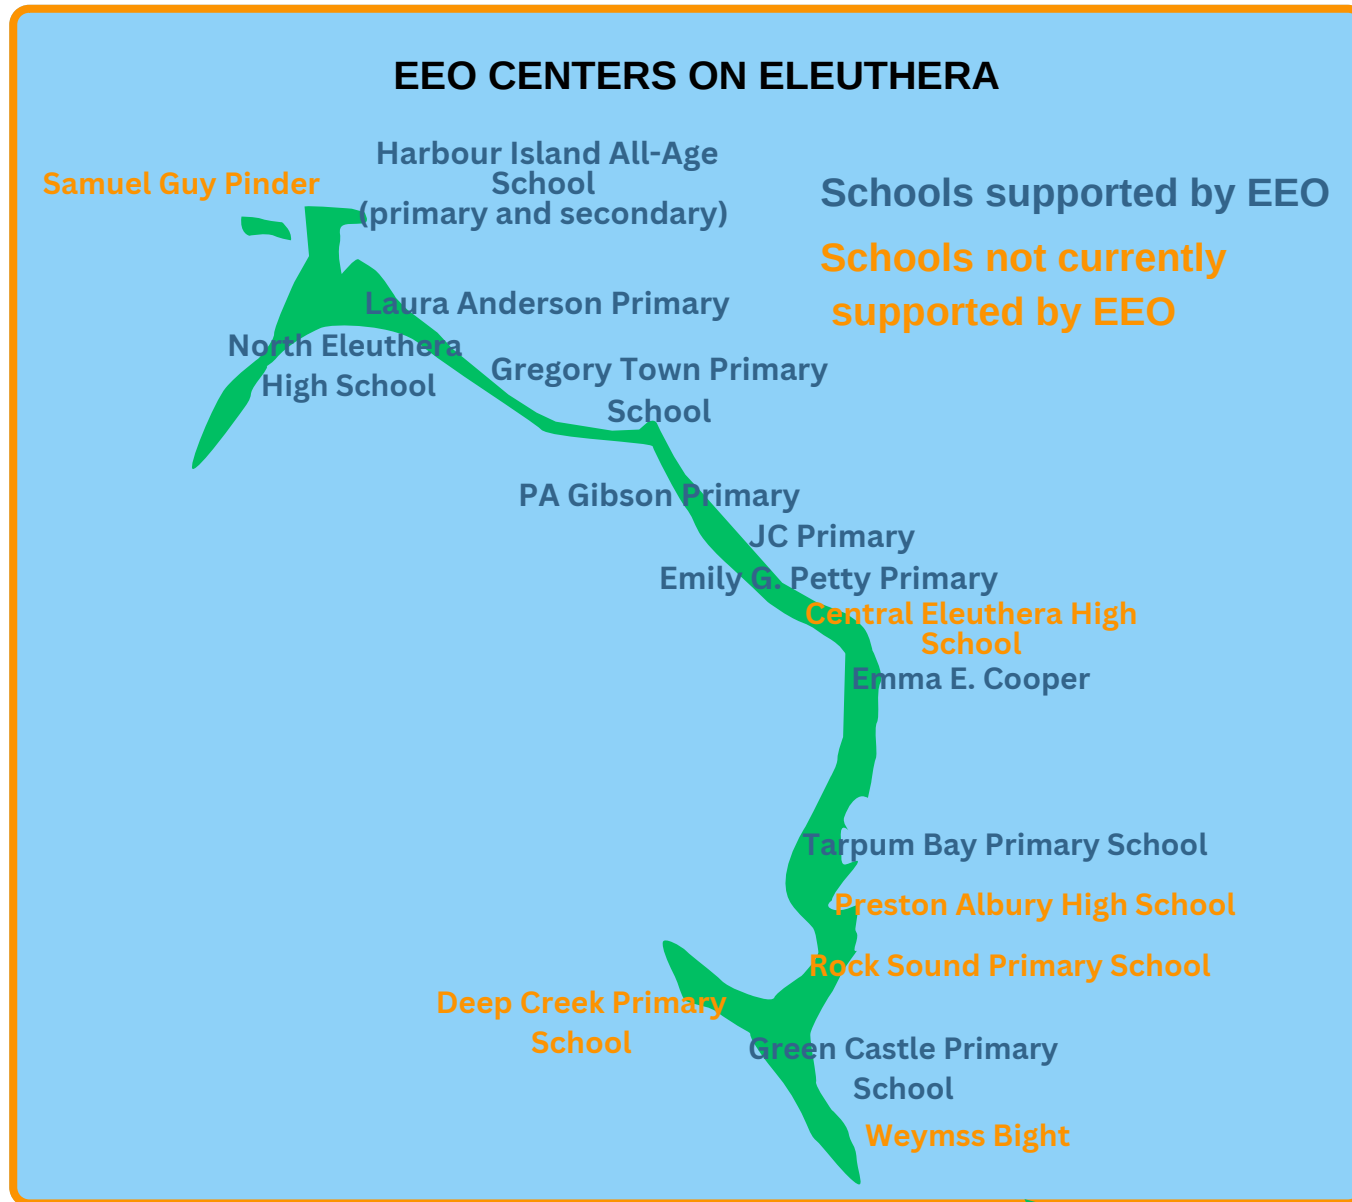 EEO CENTERS ON ELEUTHERA
Samuel Guy Pinder
Harbour Island All-Age
School
(primary and secondary)
Schools supported by EEO
Schools not currently
supported by EEO
Laura Anderson Primary
North Eleuthera
High School
Gregory Town Primary
School
PA Gibson Primary
JC Primary
Emily G. Petty Primary
Central Eleuthera High
School
Emma E. Cooper
Tarpum Bay Primary School
Preston Albury High School
Rock Sound Primary School
Deep Creek Primary
School
Green Castle Primary
School
Weymss Bight